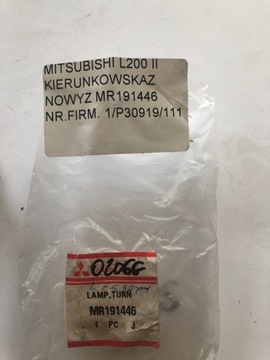 MITSUBISHI L200 II
KIERUNKOWSKAZ
NOWYZ MR191446
NR.FIRM. 1/P30919/111
02066
LAMP,TURN
MR191446
1 PC J